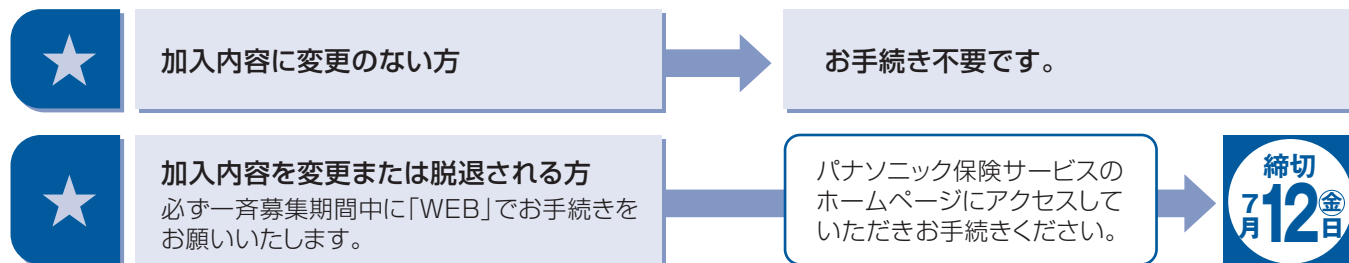 加入内容に変更のない方
お手続き不要です。
加入内容を変更または脱退される方
必ず一斉募集期間中に「WEB」でお手続きを
お願いいたします。
パナソニック保険サービスの
ホームページにアクセスして
いただきお手続きください。
締切
7月12日㊎